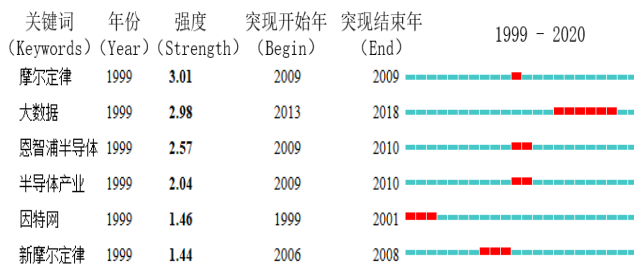 关键词 年份 强度 突现开始年 突现结束年 1999 - 2020
（Keywords）（Year）（Strength）（Begin） （End）
摩尔定律 1999 3.01 2009 2009
大数据 1999 2.98 2013 2018
恩智浦半导体 1999 2.57 2009 2010
半导体产业 1999 2.04 2009 2010
因特网 1999 1.46 1999 2001
新摩尔定律 1999 1.44 2006 2008